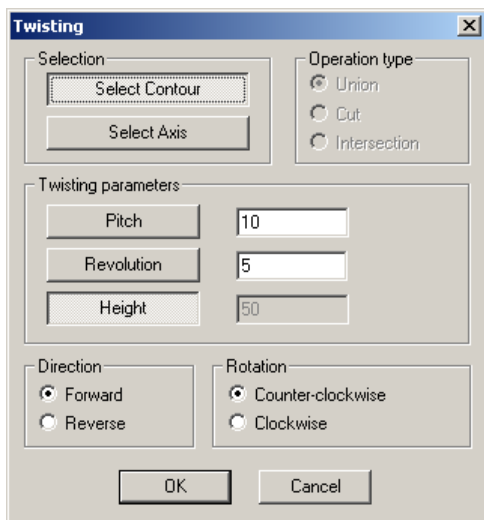 Twisting
Selection
Select Contour
Select Axis
Operation type
Union
Cut
Intersection
Twisting parameters
Pitch 10
Revolution 5
Height 50
Direction
Forward
Reverse
Rotation
Counter-clockwise
Clockwise
OK Cancel